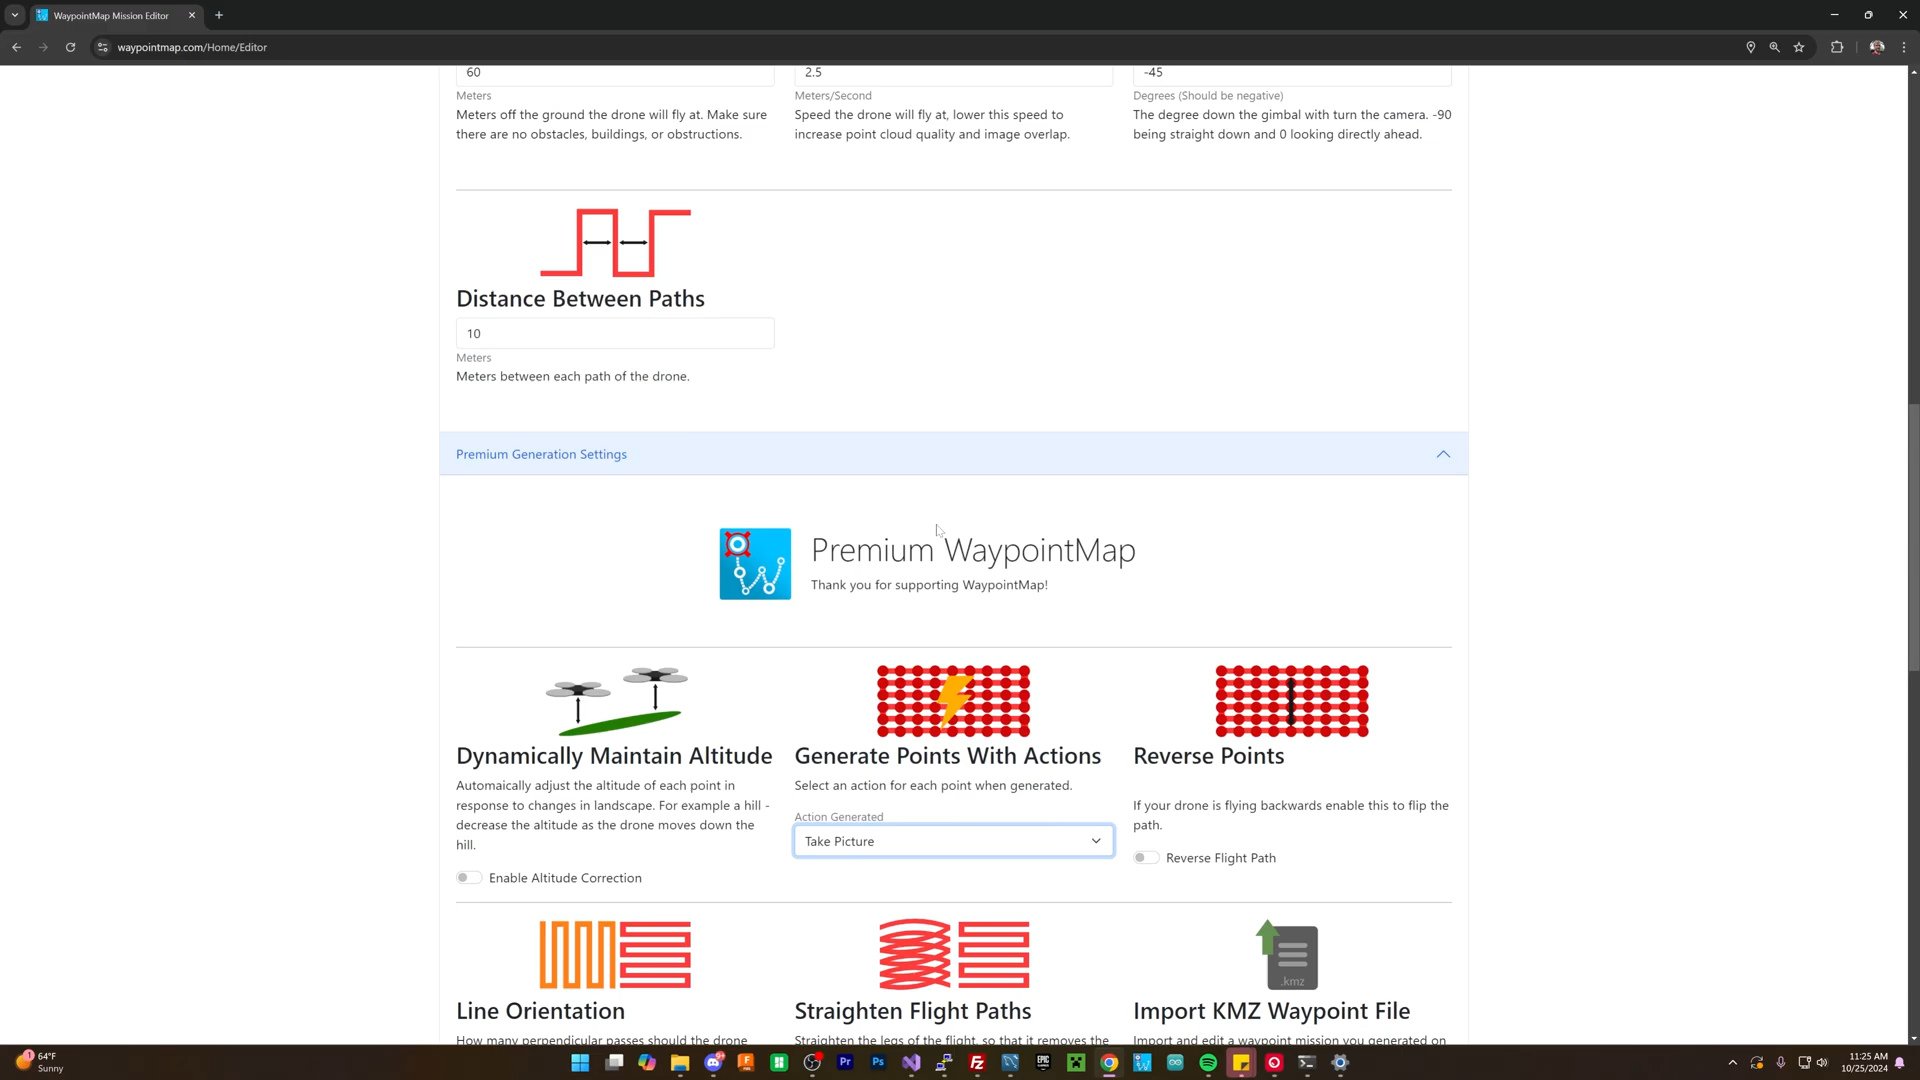 WaypointMap Mission Editor
waypointmap.com/Home/Editor
60
2.5
-45
Meters
Meters/Second
Degrees (Should be negative)
Meters off the ground the drone will fly at. Make sure
there are no obstacles, buildings, or obstructions.
Speed the drone will fly at, lower this speed to
increase point cloud quality and image overlap.
The degree down the gimbal with turn the camera. -90
being straight down and 0 looking directly ahead.
Distance Between Paths
10
Meters
Meters between each path of the drone.
Premium Generation Settings
Premium WaypointMap
Thank you for supporting WaypointMap!
Dynamically Maintain Altitude
Automaically adjust the altitude of each point in
response to changes in landscape. For example a hill -
decrease the altitude as the drone moves down the
hill.
Enable Altitude Correction
Generate Points With Actions
Select an action for each point when generated.
Action Generated
Take Picture
Reverse Points
If your drone is flying backwards enable this to flip the
path.
Reverse Flight Path
.kmz
Line Orientation
How many perpendicular passes should the drone
Straighten Flight Paths
Straighten the legs of the flight, so that it removes the
Import KMZ Waypoint File
Import and edit a waypoint mission you generated on
64°F
Sunny
11:25 AM
10/25/2024